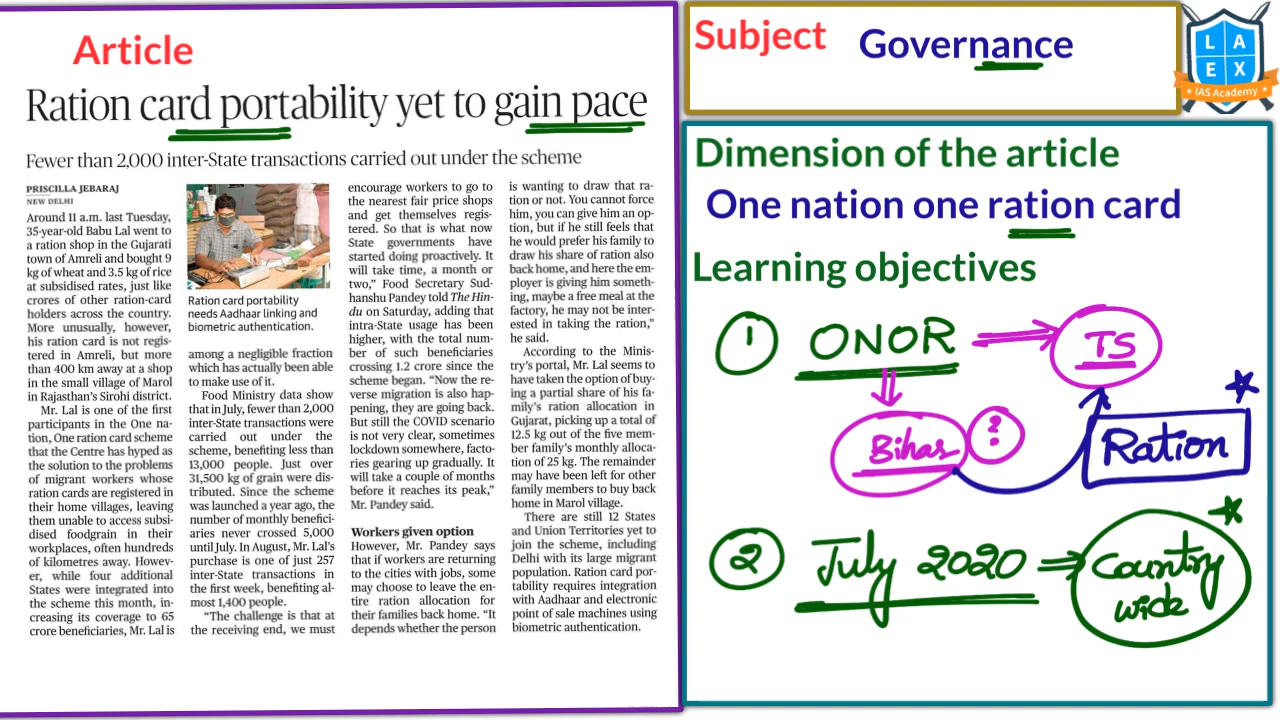 Article
Ration card portability yet to gain pace
Fewer than 2,000 inter-State transactions carried out under the scheme
PRISCILLA JEBARAJ
NEW DELHI
Around 11 a.m. last Tuesday,
35-year-old Babu Lal went to
a ration shop in the Gujarati
town of Amreli and bought 9
kg of wheat and 3.5 kg of rice
at subsidised rates, just like
crores of other ration-card
holders across the country.
More unusually, however,
his ration card is not regis-
tered in Amreli, but more
than 400 km away at a shop
in the small village of Marol
in Rajasthan's Sirohi district.
Mr. Lal is one of the first
participants in the One na-
tion, One ration card scheme
that the Centre has hyped as
the solution to the problems
of migrant workers whose
ration cards are registered in
their home villages, leaving
them unable to access subsi-
dised foodgrain in their
workplaces, often hundreds
of kilometres away. Howev-
er, while four additional
States were integrated into
the scheme this month, in-
creasing its coverage to 65
crore beneficiaries, Mr. Lal is
Ration card portability
needs Aadhaar linking and
biometric authentication.
among a negligible fraction
which has actually been able
to make use of it.
Food Ministry data show
that in July, fewer than 2,000
inter-State transactions were
carried out under the
scheme, benefiting less than
13,000 people. Just over
31,500 kg of grain were dis-
tributed. Since the scheme
was launched a year ago, the
number of monthly benefici-
aries never crossed 5,000
until July. In August, Mr. Lal's
purchase is one of just 257
inter-State transactions in
the first week, benefiting al-
most 1,400 people.
"The challenge is that at
the receiving end, we must
encourage workers to go to
the nearest fair price shops
and get themselves regis-
tered. So that is what now
State governments have
started doing proactively. It
will take time, a month or
two," Food Secretary Sud-
hanshu Pandey told The Hin-
du on Saturday, adding that
intra-State usage has been
higher, with the total num-
ber of such beneficiaries
crossing 1.2 crore since the
scheme began. "Now the re-
verse migration is also hap-
pening, they are going back.
But still the COVID scenario
is not very clear, sometimes
lockdown somewhere, facto-
ries gearing up gradually. It
will take a couple of months
before it reaches its peak,"
Mr. Pandey said.
Workers given option
However, Mr. Pandey says
that if workers are returning
to the cities with jobs, some
may choose to leave the en-
tire ration allocation for
their families back home. "It
depends whether the person
is wanting to draw that ra-
tion or not. You cannot force
him, you can give him an op-
tion, but if he still feels that
he would prefer his family to
draw his share of ration also
back home, and here the em-
ployer is giving him someth-
ing, maybe a free meal at the
factory, he may not be inter-
ested in taking the ration,"
he said.
According to the Minis-
try's portal, Mr. Lal seems to
have taken the option of buy-
ing a partial share of his fa-
mily's ration allocation in
Gujarat, picking up a total of
12.5 kg out of the five mem-
ber family's monthly alloca-
tion of 25 kg. The remainder
may have been left for other
family members to buy back
home in Marol village.
There are still 12 States
and Union Territories yet to
join the scheme, including
Delhi with its large migrant
population. Ration card por-
tability requires integration
with Aadhaar and electronic
point of sale machines using
biometric authentication.
Subject Governance
L A
E X
IAS Academy
Dimension of the article
One nation one ration card
Learning objectives
1 ONOR TS
Bihar ? Ration
2 July 2020 Country
wide